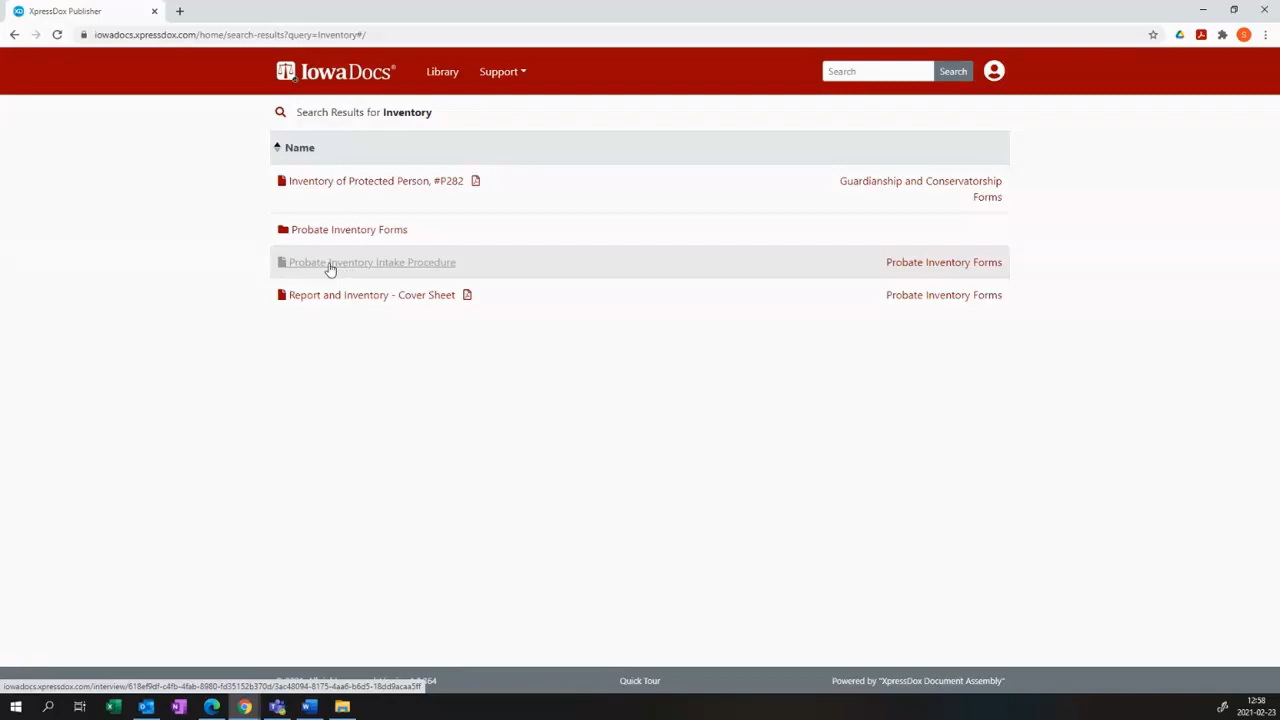 XpressDox Publisher
iowadocs.xpressdox.com/home/search-results?query=Inventory#/
S
IowaDocs® Library Support Search Search
Search Results for Inventory
Name
Inventory of Protected Person, #P282 Guardianship and Conservatorship
Forms
Probate Inventory Forms
Probate Inventory Intake Procedure Probate Inventory Forms
Report and Inventory - Cover Sheet Probate Inventory Forms
Quick Tour Powered by "XpressDox Document Assembly"
12:58
2021-02-23